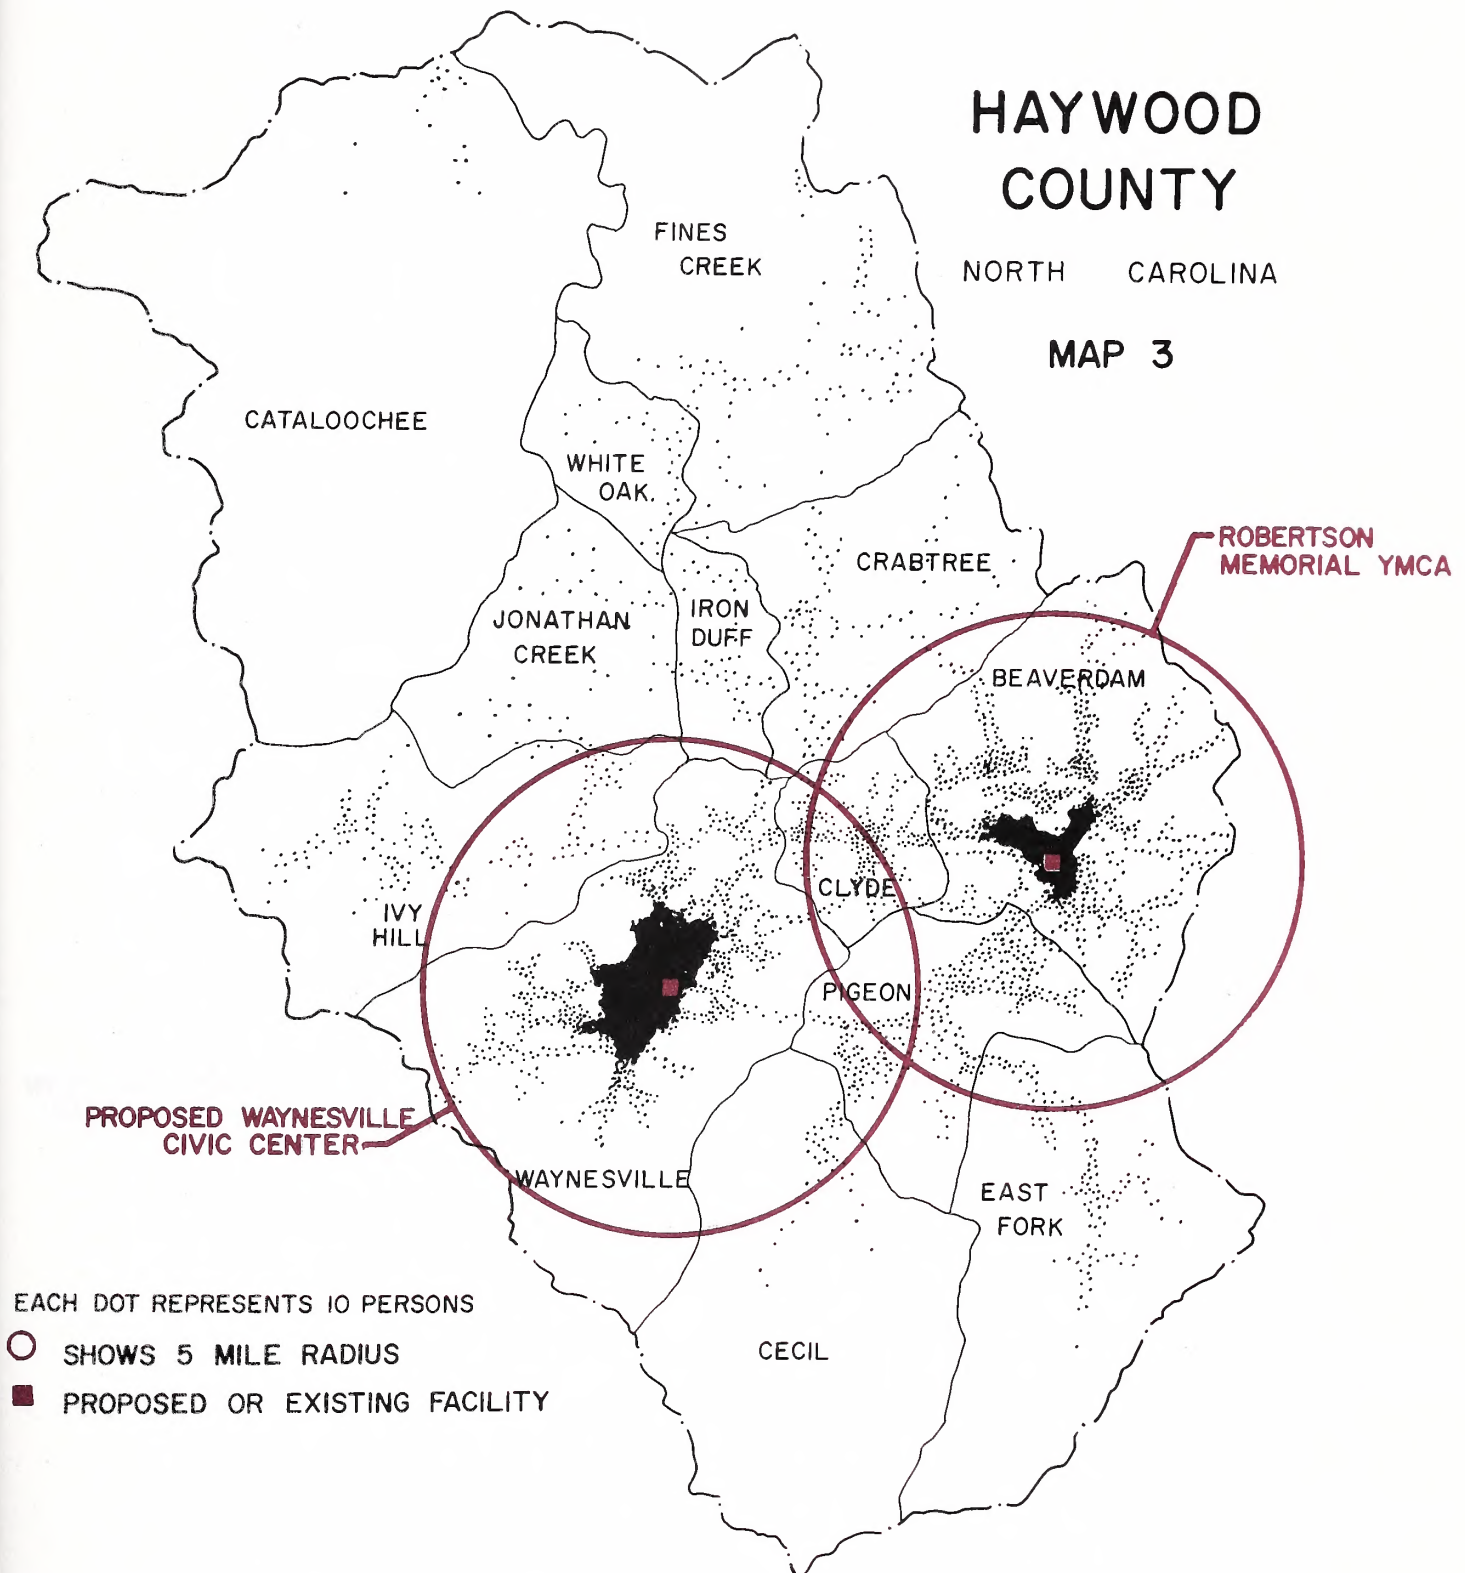 HAYWOOD
COUNTY
NORTH CAROLINA
MAP 3
FINES
CREEK
CATALOOCHEE
WHITE
OAK
CRABTREE
ROBERTSON
MEMORIAL YMCA
JONATHAN
CREEK
IRON
DUFF
BEAVERDAM
CLYDE
IVY
HILL
PIGEON
PROPOSED WAYNESVILLE
CIVIC CENTER
WAYNESVILLE
EAST
FORK
CECIL
EACH DOT REPRESENTS 10 PERSONS
SHOWS 5 MILE RADIUS
PROPOSED OR EXISTING FACILITY